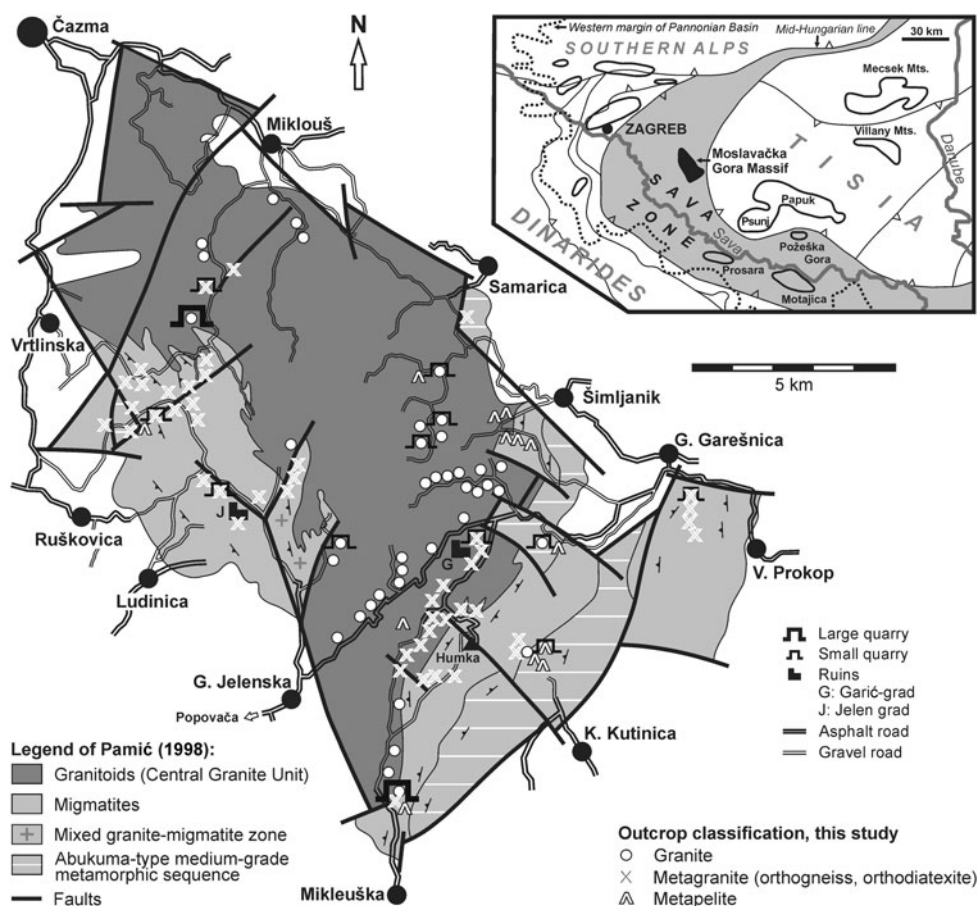 Čazma
N
Miklouš
Samarica
Vrtlinska
Šimljanik
G. Garešnica
Ruškovica
J
G
V. Prokop
Ludinica
Humka
G. Jelenska
Popovača
K. Kutinica
Mikleuška
Western margin of Pannonian Basin
Mid-Hungarian line
30 km
SOUTHERN ALPS
Mecsek Mts.
ZAGREB
Villany Mts.
Danube
Moslavačka
Gora Massif
TISIA
SAVA
ZONE
Sava
Papuk
Psunj
Požeška
Gora
DINARIDES
Prosara
Motajica
5 km
Large quarry
Small quarry
Ruins
G: Garić-grad
J: Jelen grad
Asphalt road
Gravel road
Legend of Pamić (1998):
Granitoids (Central Granite Unit)
Migmatites
Mixed granite-migmatite zone
Abukuma-type medium-grade
metamorphic sequence
Faults
Outcrop classification, this study
Granite
Metagranite (orthogneiss, orthodiatexite)
Metapelite